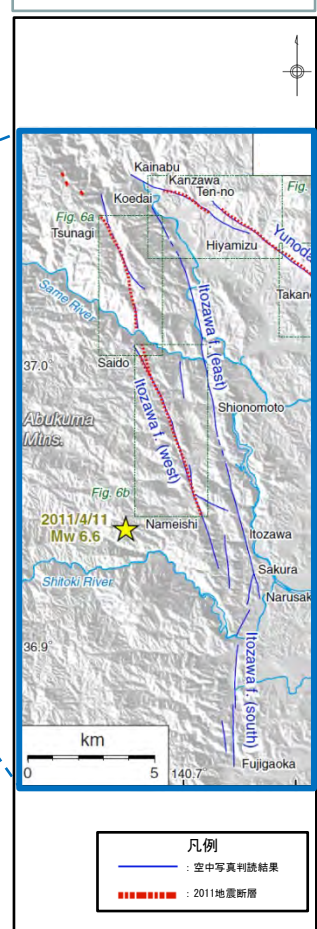 Kainabu
Kanzawa
Ten-no
Koedai
Fig.
Fig. 6a
Tsunagi
Hiyamizu
Yunoda
Takan
Same River
Itozawa f. (east)
37.0°
Saido
Shionomoto
Abukuma
Mtns.
Itozawa f. (west)
Fig. 6b
2011/4/11
Mw 6.6
Nameishi
Itozawa
Sakura
Shitoki River
Narusak
36.9°
Itozawa f. (south)
km
0
5
140.7°
Fujigaoka
凡例
：空中写真判読結果
：2011地震断層